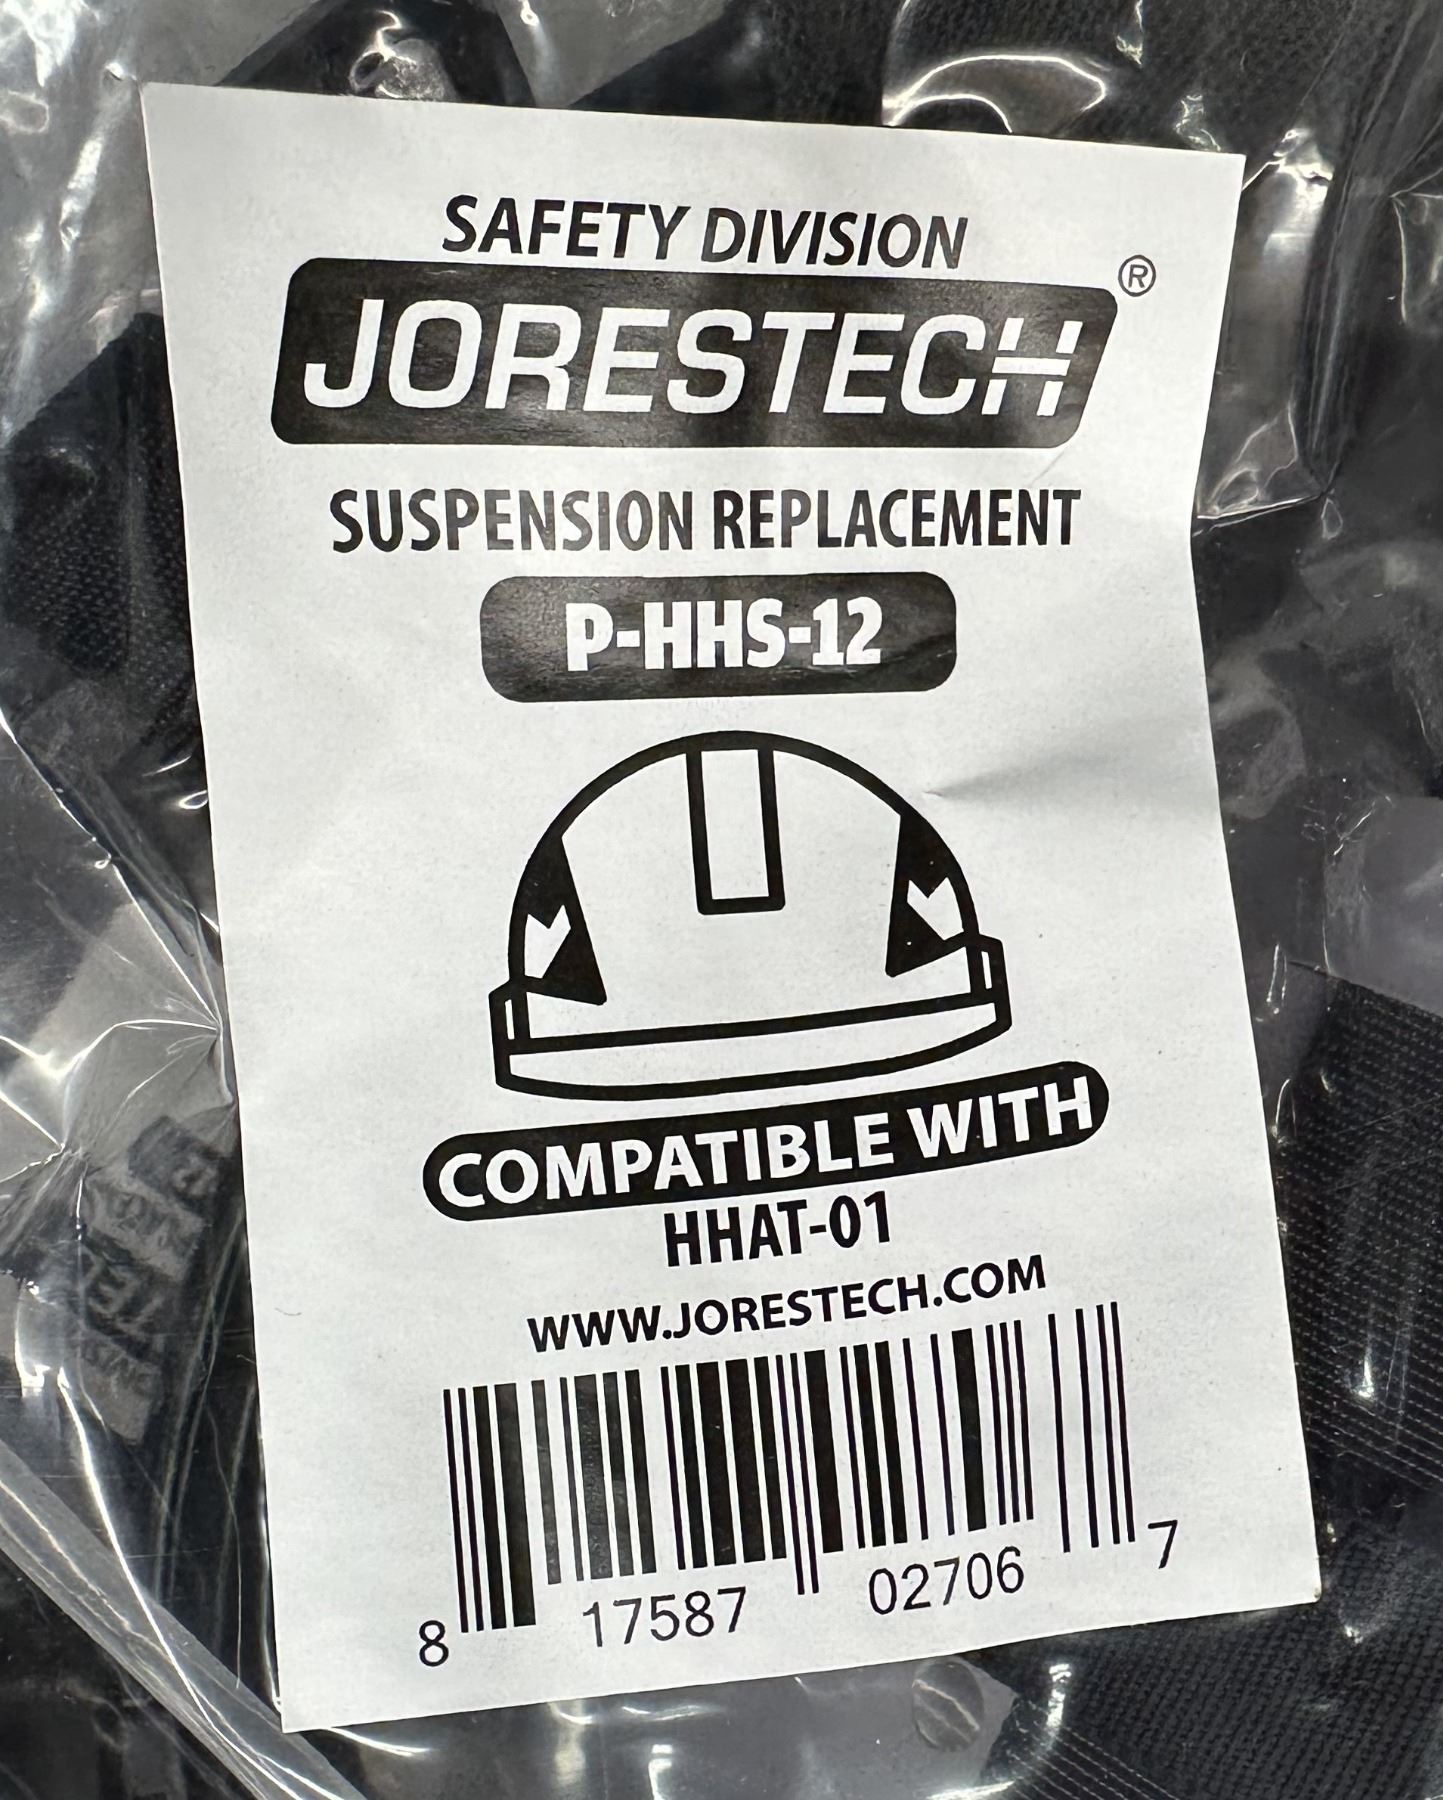 SAFETY DIVISION
JORESTECH®
SUSPENSION REPLACEMENT
P-HHS-12
COMPATIBLE WITH
HHAT-01
WWW.JORESTECH.COM
8 17587 02706 7